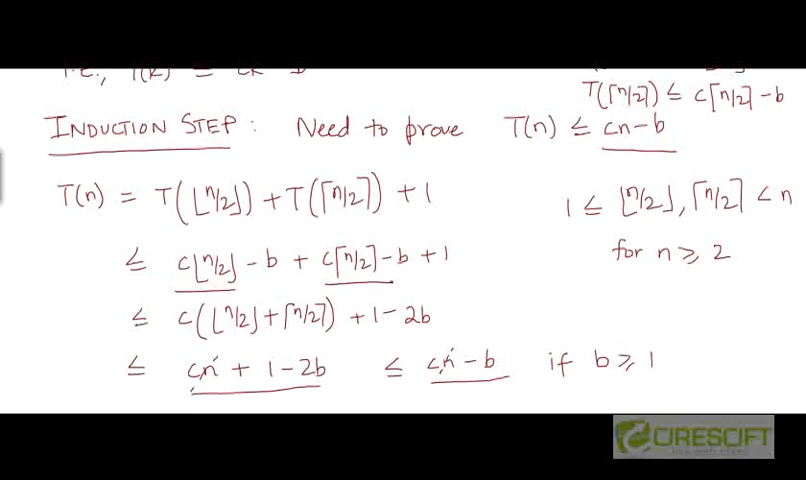 T(⌈n/2⌉) ≤ c⌈n/2⌉ - b
INDUCTION STEP : Need to prove T(n) ≤ cn - b
T(n) = T(⌊n/2⌋) + T(⌈n/2⌉) + 1
1 ≤ ⌊n/2⌋, ⌈n/2⌉ < n
≤ c⌊n/2⌋ - b + c⌈n/2⌉ - b + 1
for n ≥ 2
≤ c(⌊n/2⌋ + ⌈n/2⌉) + 1 - 2b
≤ cn + 1 - 2b ≤ cn - b if b ≥ 1
CIRESCIFT